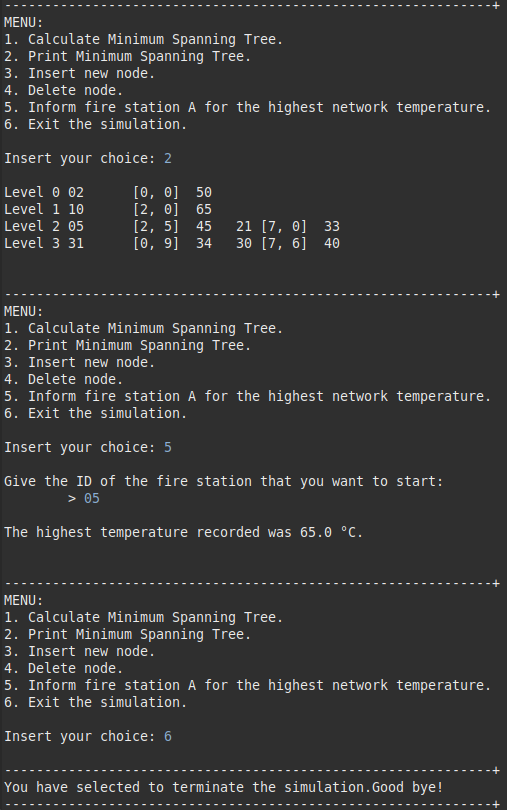 -------------------------------------------------------------+
MENU:
1. Calculate Minimum Spanning Tree.
2. Print Minimum Spanning Tree.
3. Insert new node.
4. Delete node.
5. Inform fire station A for the highest network temperature.
6. Exit the simulation.
Insert your choice: 2
Level 0 02      [0, 0]  50
Level 1 10      [2, 0]  65
Level 2 05      [2, 5]  45   21 [7, 0]  33
Level 3 31      [0, 9]  34   30 [7, 6]  40
-------------------------------------------------------------+
MENU:
1. Calculate Minimum Spanning Tree.
2. Print Minimum Spanning Tree.
3. Insert new node.
4. Delete node.
5. Inform fire station A for the highest network temperature.
6. Exit the simulation.
Insert your choice: 5
Give the ID of the fire station that you want to start:
> 05
The highest temperature recorded was 65.0 °C.
-------------------------------------------------------------+
MENU:
1. Calculate Minimum Spanning Tree.
2. Print Minimum Spanning Tree.
3. Insert new node.
4. Delete node.
5. Inform fire station A for the highest network temperature.
6. Exit the simulation.
Insert your choice: 6
-------------------------------------------------------------+
You have selected to terminate the simulation.Good bye!
-------------------------------------------------------------+